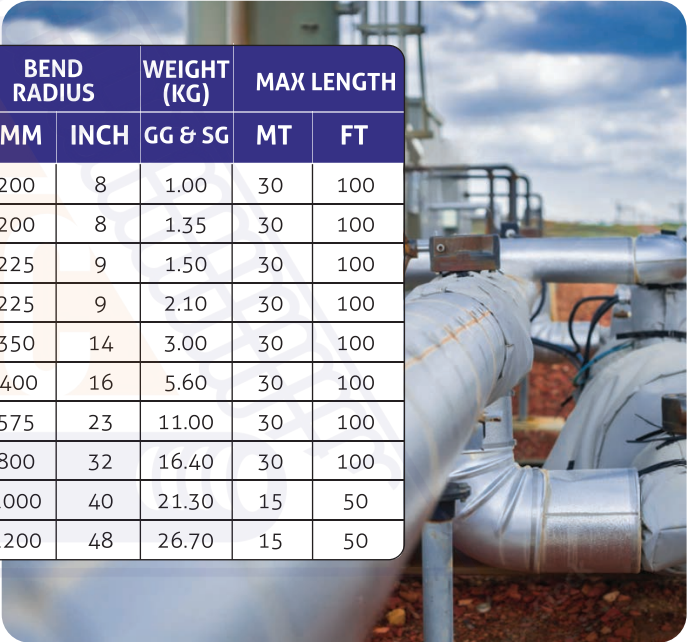 BEND RADIUS WEIGHT (KG) MAX LENGTH
MM INCH GG & SG MT FT
200 8 1.00 30 100
200 8 1.35 30 100
225 9 1.50 30 100
225 9 2.10 30 100
350 14 3.00 30 100
400 16 5.60 30 100
575 23 11.00 30 100
800 32 16.40 30 100
000 40 21.30 15 50
200 48 26.70 15 50